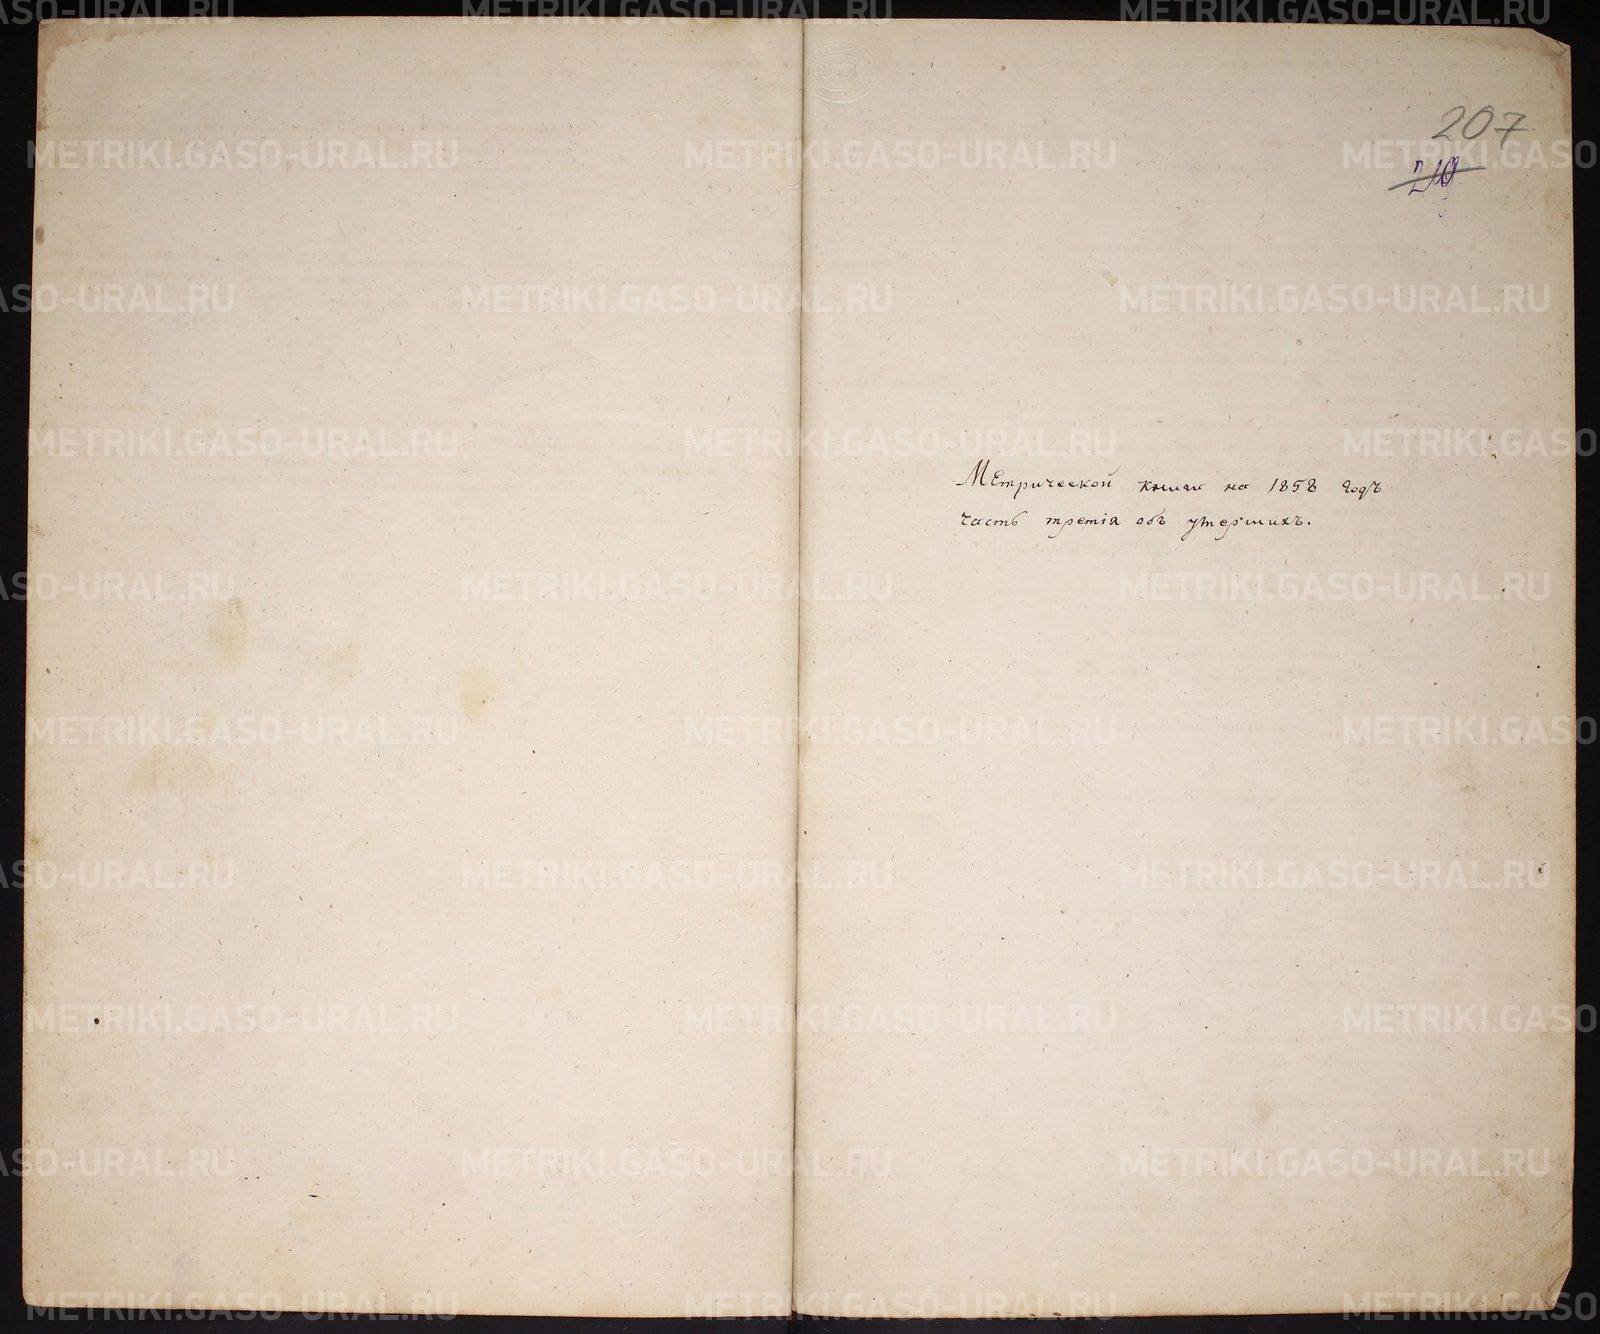 207
210
Метрической книги на 1858 годъ
часть третія объ умершихъ.